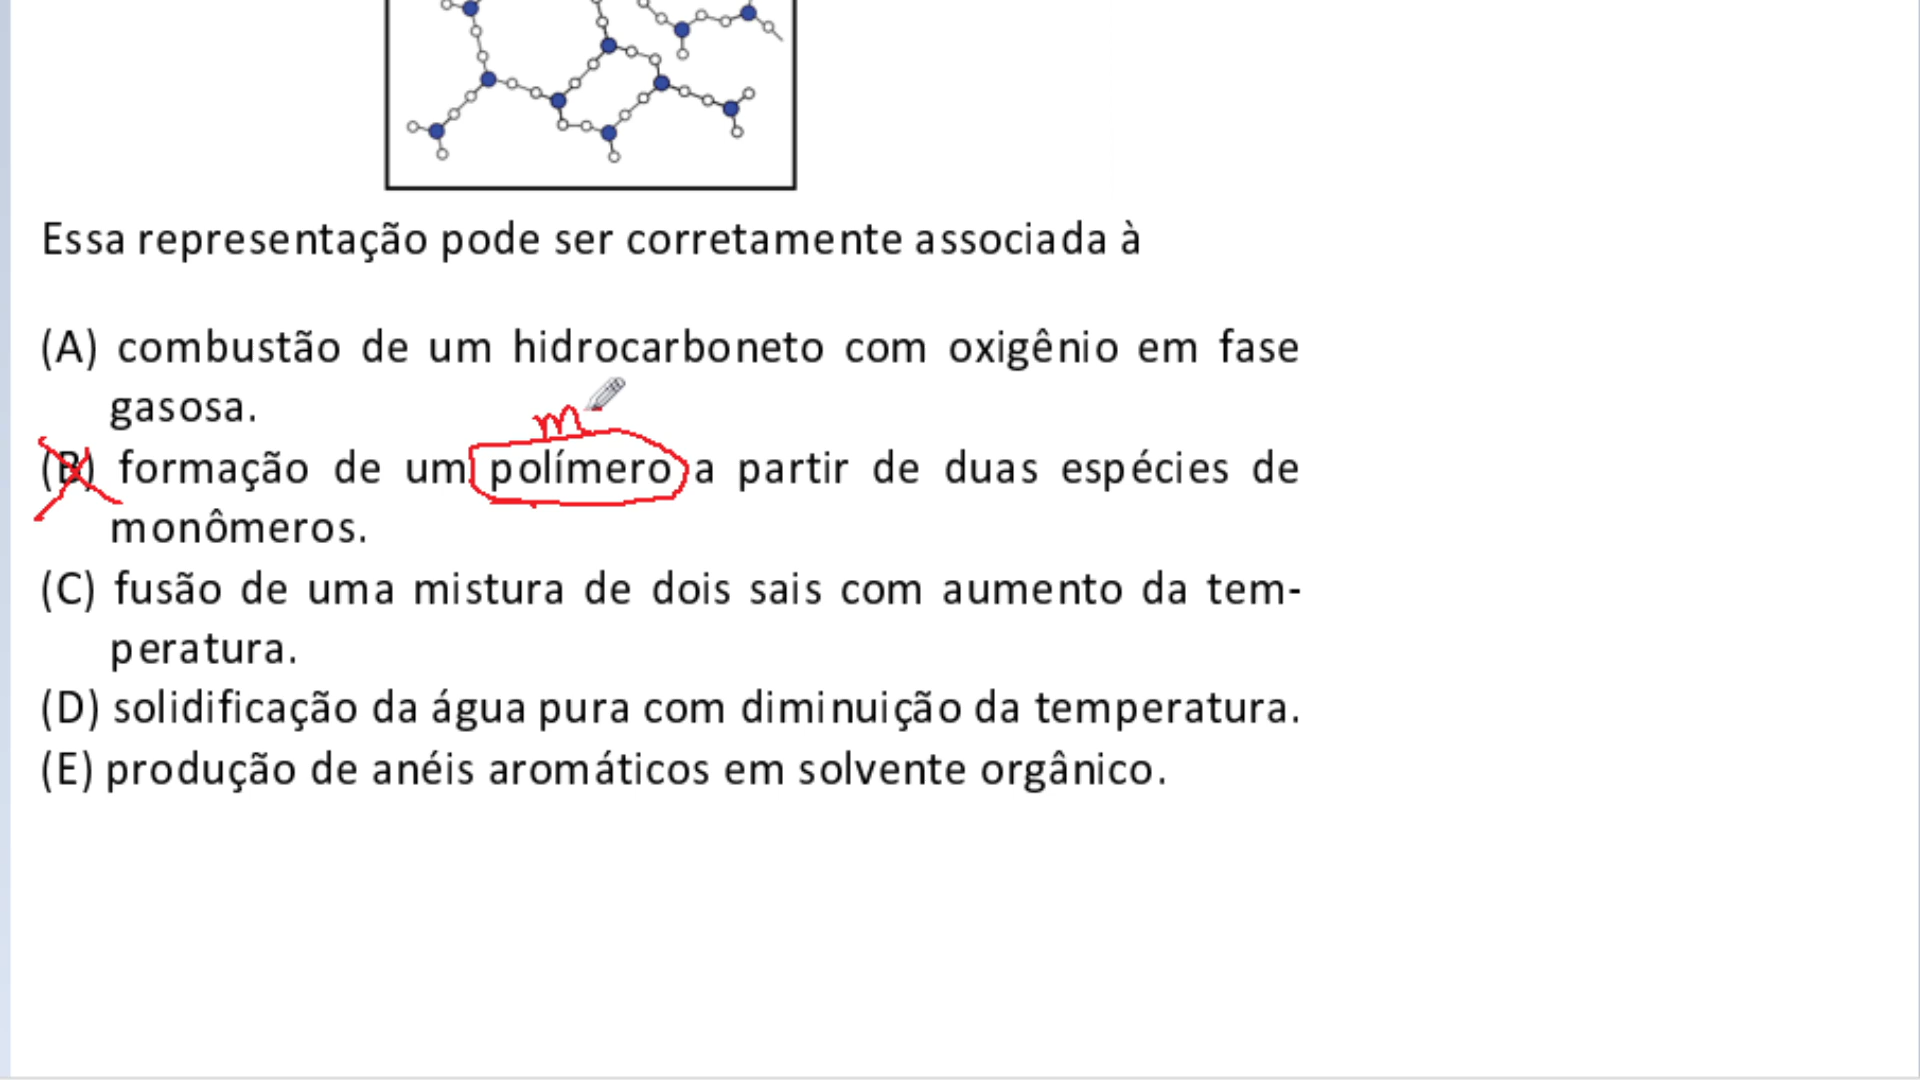 Essa representação pode ser corretamente associada à
(A) combustão de um hidrocarboneto com oxigênio em fase
gasosa.
m
(B) formação de um polímero a partir de duas espécies de
monômeros.
(C) fusão de uma mistura de dois sais com aumento da tem-
peratura.
(D) solidificação da água pura com diminuição da temperatura.
(E) produção de anéis aromáticos em solvente orgânico.